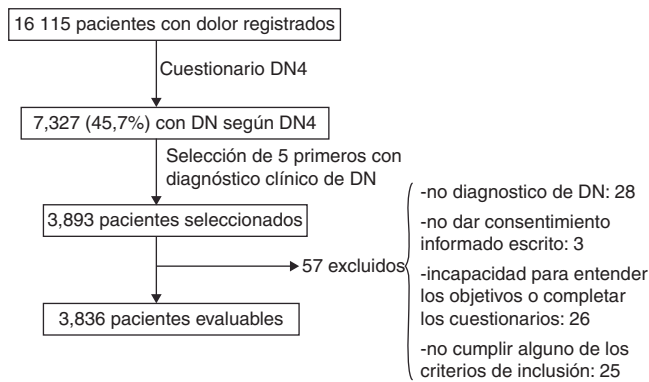 16 115 pacientes con dolor registrados
Cuestionario DN4
7,327 (45,7%) con DN según DN4
Selección de 5 primeros con
diagnóstico clínico de DN
3,893 pacientes seleccionados
57 excluidos
-no diagnostico de DN: 28
-no dar consentimiento
informado escrito: 3
-incapacidad para entender
los objetivos o completar
los cuestionarios: 26
-no cumplir alguno de los
criterios de inclusión: 25
3,836 pacientes evaluables